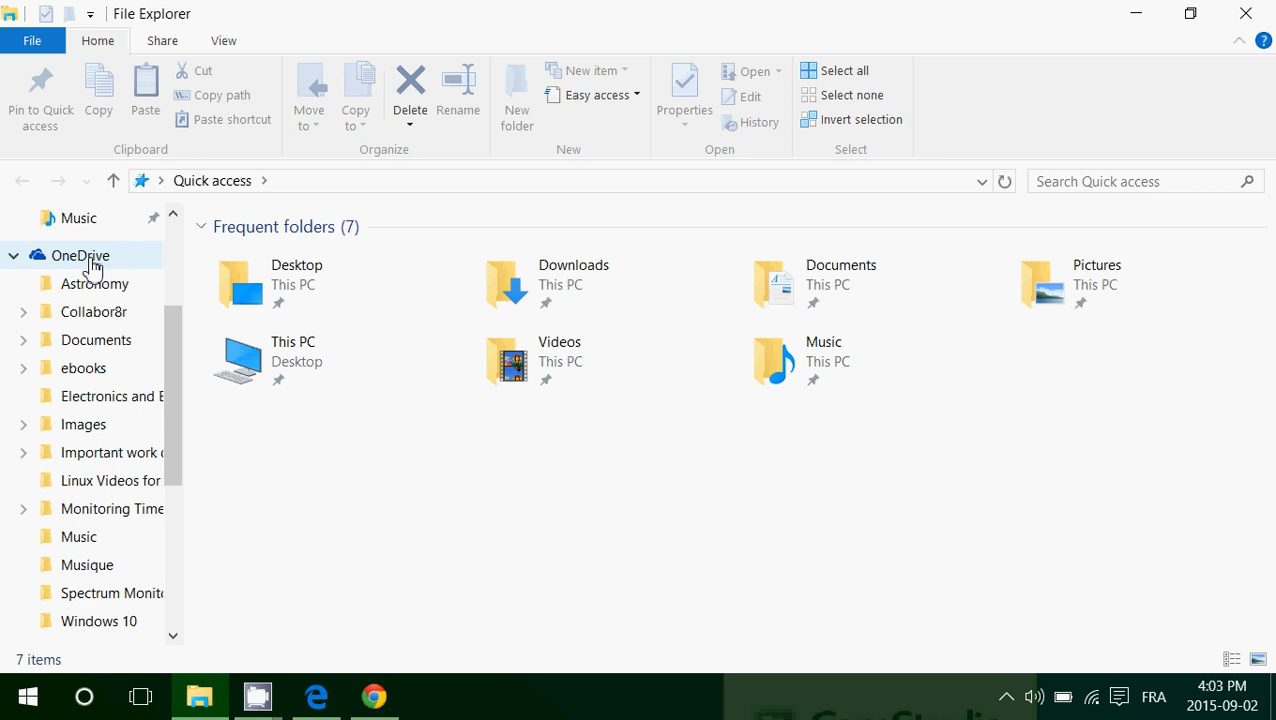 File Explorer
File Home Share View
Pin to Quick access
Copy
Paste
Cut
Copy path
Paste shortcut
Clipboard
Move to
Copy to
Delete
Rename
Organize
New folder
New item
Easy access
New
Properties
Open
Edit
History
Open
Select all
Select none
Invert selection
Select
Quick access
Search Quick access
Music
OneDrive
Astronomy
Collabor8r
Documents
ebooks
Electronics and E
Images
Important work
Linux Videos for
Monitoring Time
Music
Musique
Spectrum Monito
Windows 10
Frequent folders (7)
Desktop
This PC
Downloads
This PC
Documents
This PC
Pictures
This PC
This PC
Desktop
Videos
This PC
Music
This PC
7 items
FRA
4:03 PM
2015-09-02